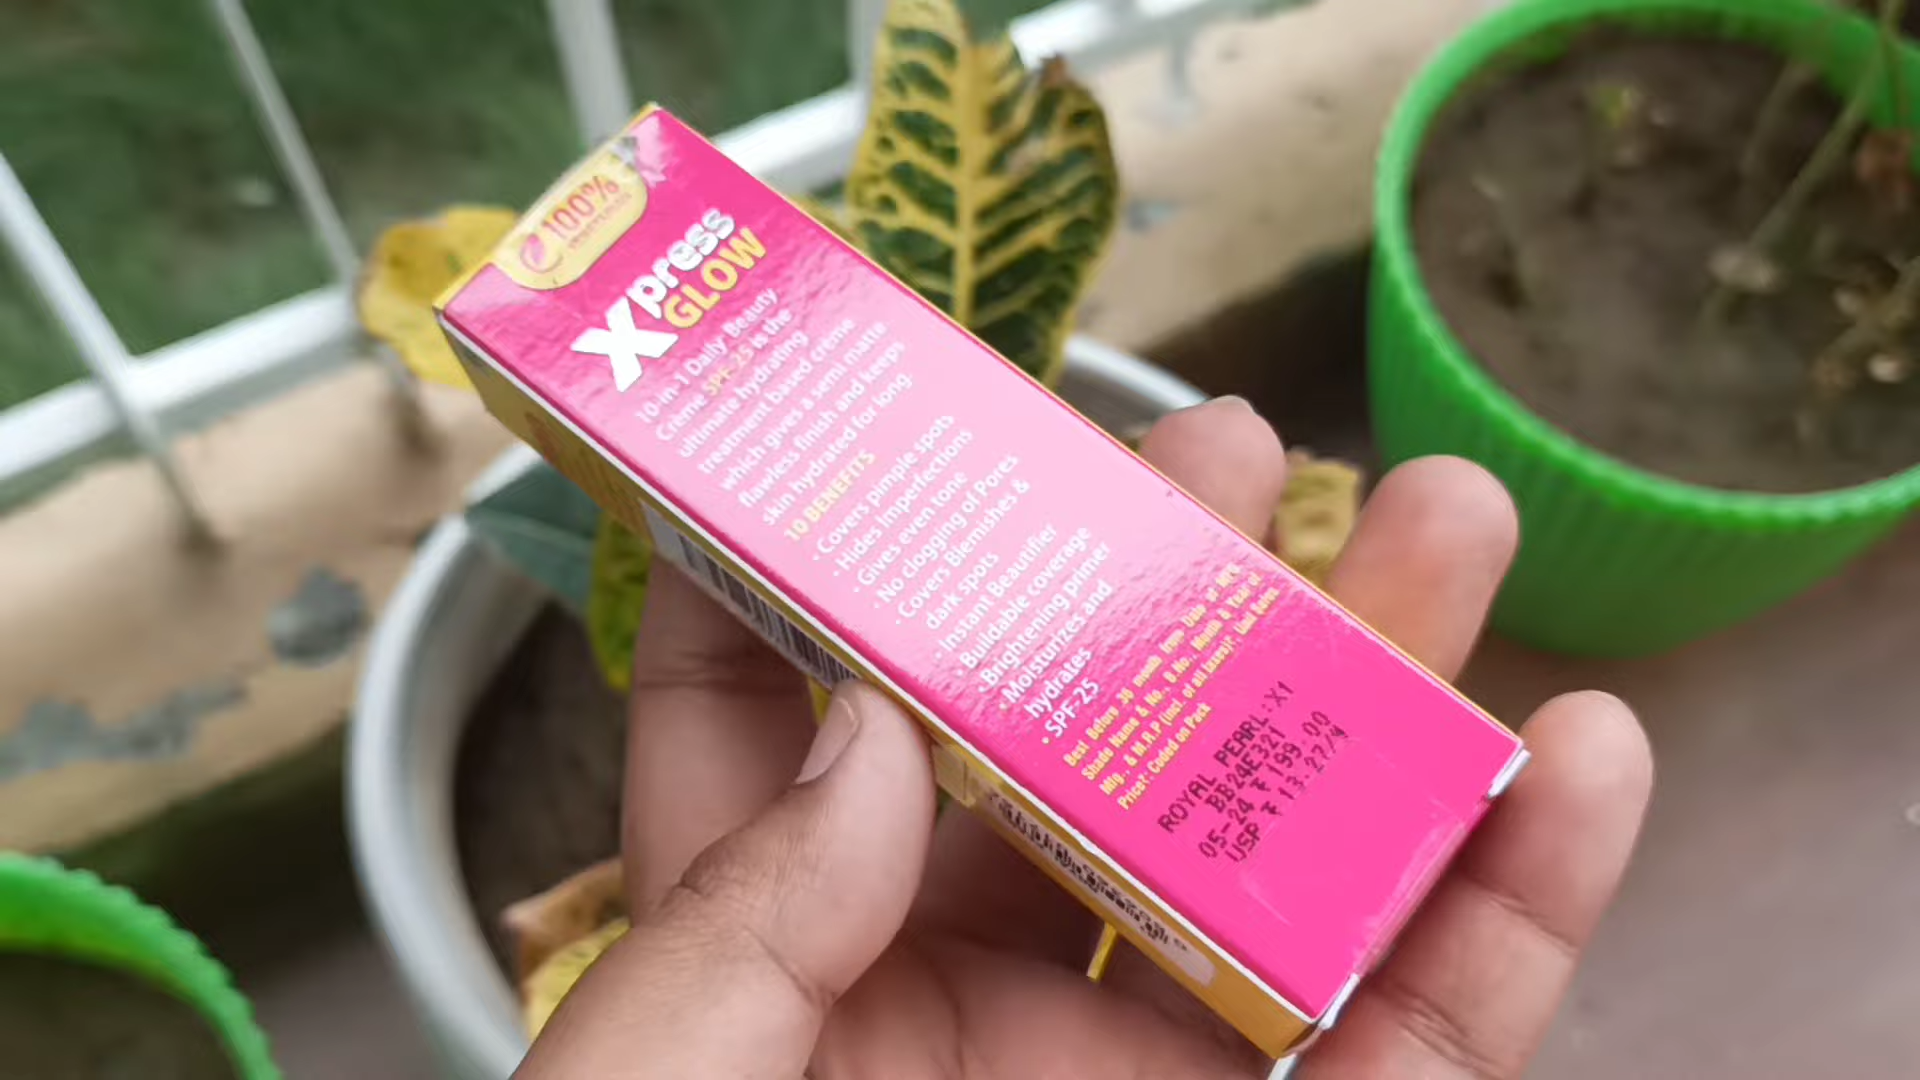 100%
Xpress
GLOW
10-in-1 Daily Beauty
Creme SPF-25 is the
ultimate hydrating
treatment based creme
which gives a semi matte
flawless finish and keeps
skin hydrated for long.
10 BENEFITS
· Covers pimple spots
· Hides Imperfections
· Gives even tone
· No clogging of Pores
· Covers Blemishes &
dark spots
· Instant Beautifier
· Buildable coverage
· Brightening primer
· Moisturizes and
hydrates
· SPF-25
Best Before 36 month from Date of Mfg.
Shade Name & No., B.No. Month & Year of
Mfg., & M.R.P (incl. of all taxes)/- Unit Sales
Price/: Coded on Pack
ROYAL PEARL:X1
BB24E321
05-24 ₹199.00
USP ₹ 13.27/g